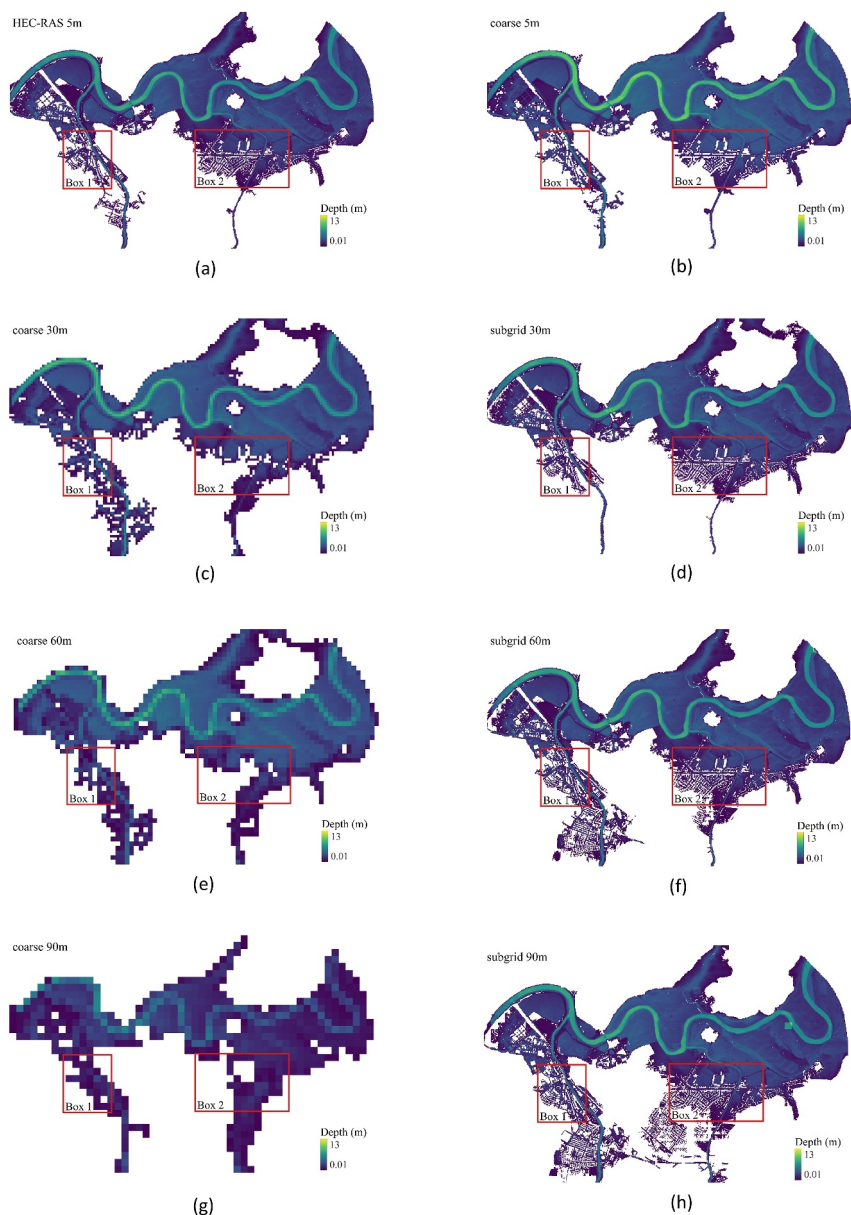 HEC-RAS 5m
Box 1
Box 2
Depth (m)
13
0.01
(a)
coarse 5m
Box 1
Box 2
Depth (m)
13
0.01
(b)
coarse 30m
Box 1
Box 2
Depth (m)
13
0.01
(c)
subgrid 30m
Box 1
Box 2
Depth (m)
13
0.01
(d)
coarse 60m
Box 1
Box 2
Depth (m)
13
0.01
(e)
subgrid 60m
Box 1
Box 2
Depth (m)
13
0.01
(f)
coarse 90m
Box 1
Box 2
Depth (m)
13
0.01
(g)
subgrid 90m
Box 1
Box 2
Depth (m)
13
0.01
(h)